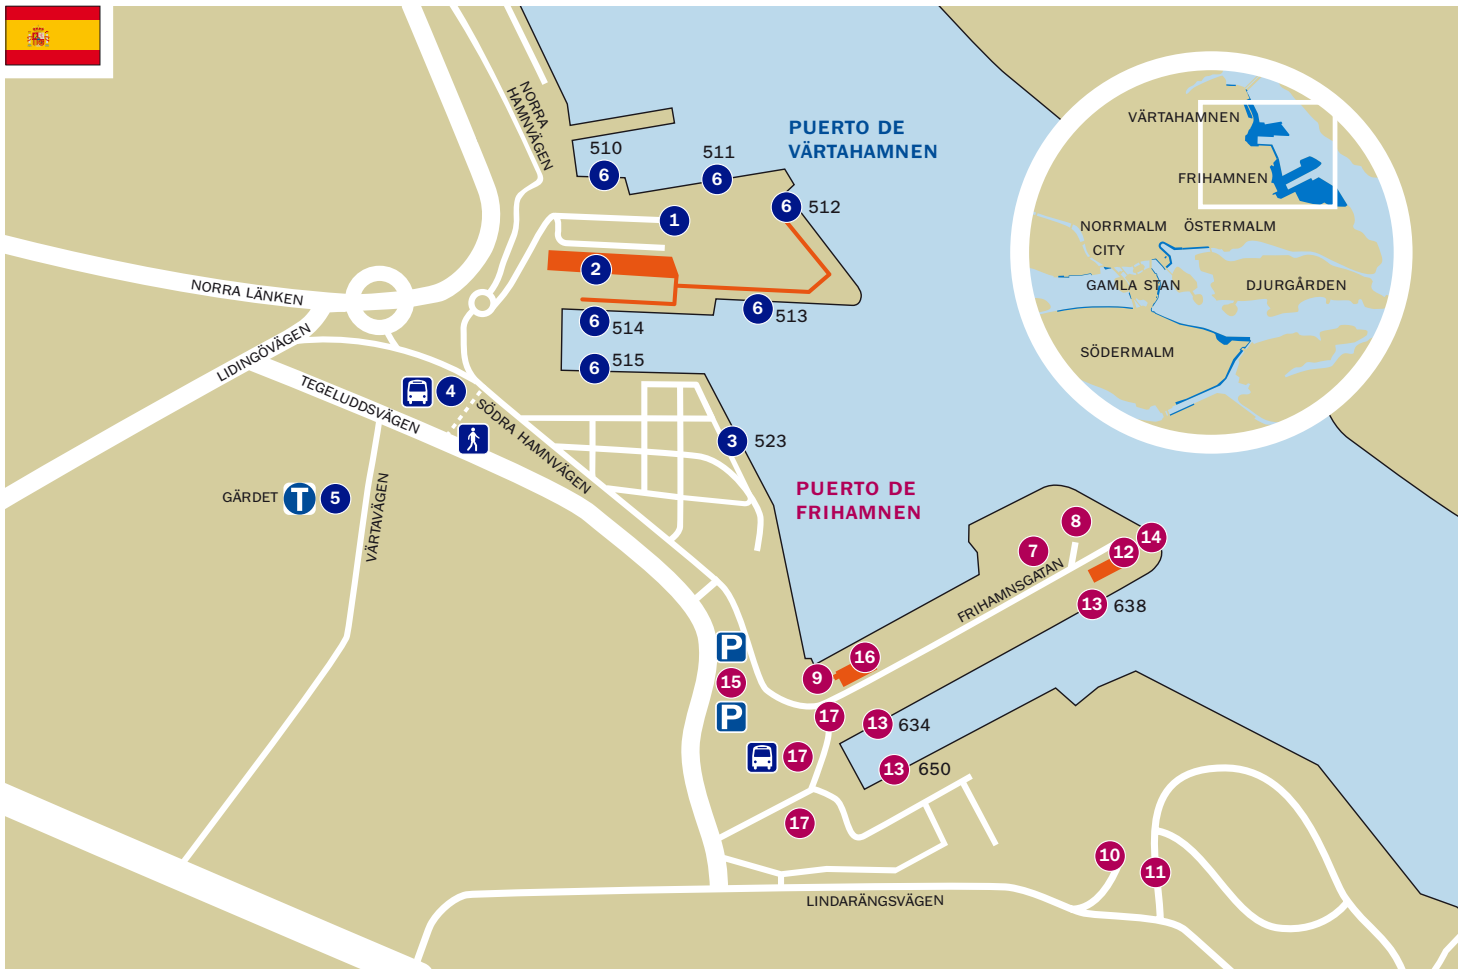 PUERTO DE
VÄRTAHAMNEN
NORRA
HAMNVÄGEN
510
6
511
6
6
512
1
2
6
513
6
514
6
515
VÄRTAHAMNEN
FRIHAMNEN
NORRMALM
ÖSTERMALM
CITY
GAMLA STAN
DJURGÅRDEN
SÖDERMALM
NORRA LÄNKEN
LIDINGÖVÄGEN
TEGELUDDSVÄGEN
4
SÖDRA HAMNVÄGEN
3
523
GÄRDET
T
5
VÄRTAVÄGEN
PUERTO DE
FRIHAMNEN
8
7
14
12
FRIHAMNSGATAN
13
638
P
15
P
16
9
17
13
634
17
13
650
17
10
11
LINDARÄNGSVÄGEN